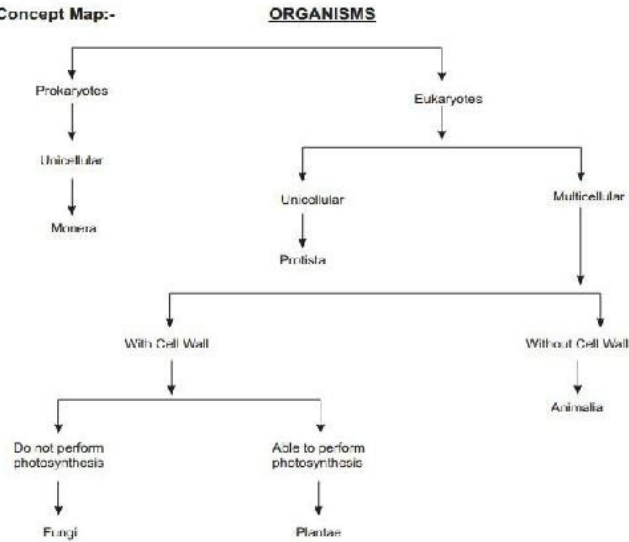 Concept Map:- ORGANISMS
Prokaryotes
Eukaryotes
Unicellular
Unicellular
Multicellular
Monera
Protista
With Cell Wall
Without Cell Wall
Animalia
Do not perform
photosynthesis
Able to perform
photosynthesis
Fungi
Plantae